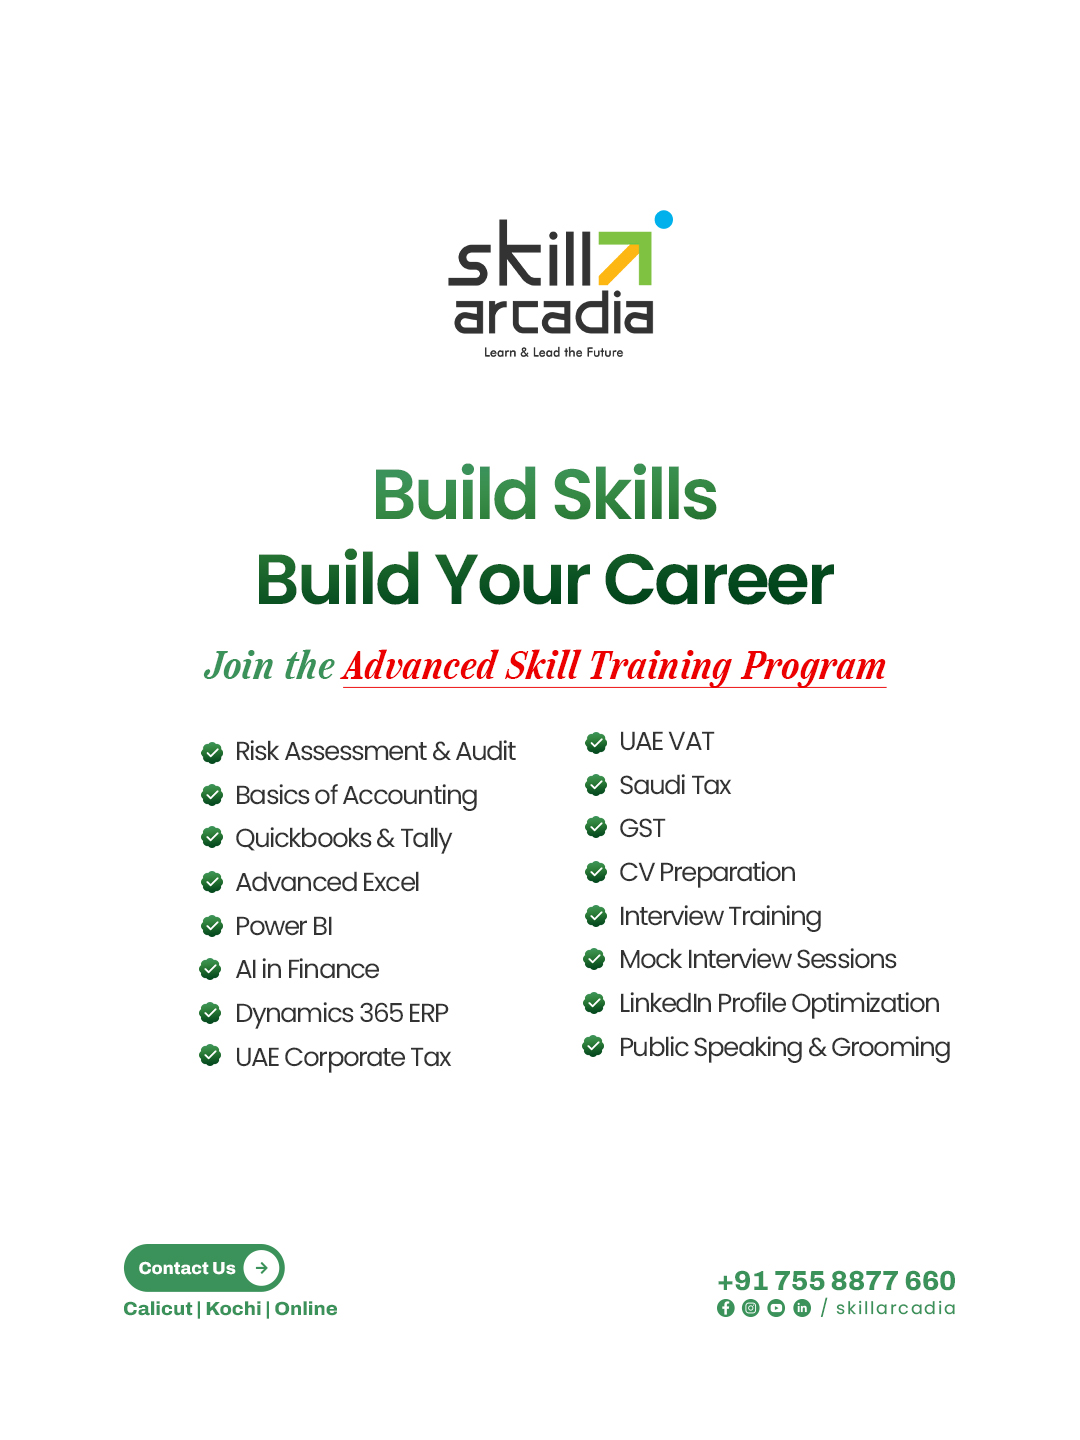 skill
arcadia
Learn & Lead the Future
Build Skills
Build Your Career
Join the Advanced Skill Training Program
Risk Assessment & Audit
Basics of Accounting
Quickbooks & Tally
Advanced Excel
Power BI
AI in Finance
Dynamics 365 ERP
UAE Corporate Tax
UAE VAT
Saudi Tax
GST
CV Preparation
Interview Training
Mock Interview Sessions
LinkedIn Profile Optimization
Public Speaking & Grooming
Contact Us
Calicut | Kochi | Online
+91 755 8877 660
/ skillarcadia